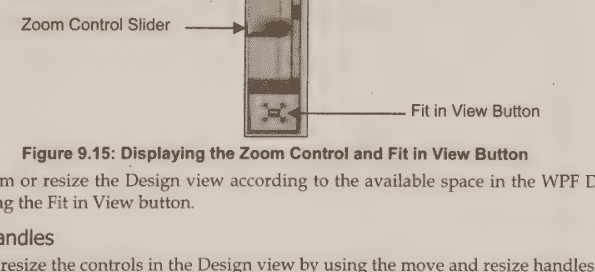 Zoom Control Slider
Fit in View Button
Figure 9.15: Displaying the Zoom Control and Fit in View Button
m or resize the Design view according to the available space in the WPF D
ng the Fit in View button.
andles
resize the controls in the Design view by using the move and resize handles